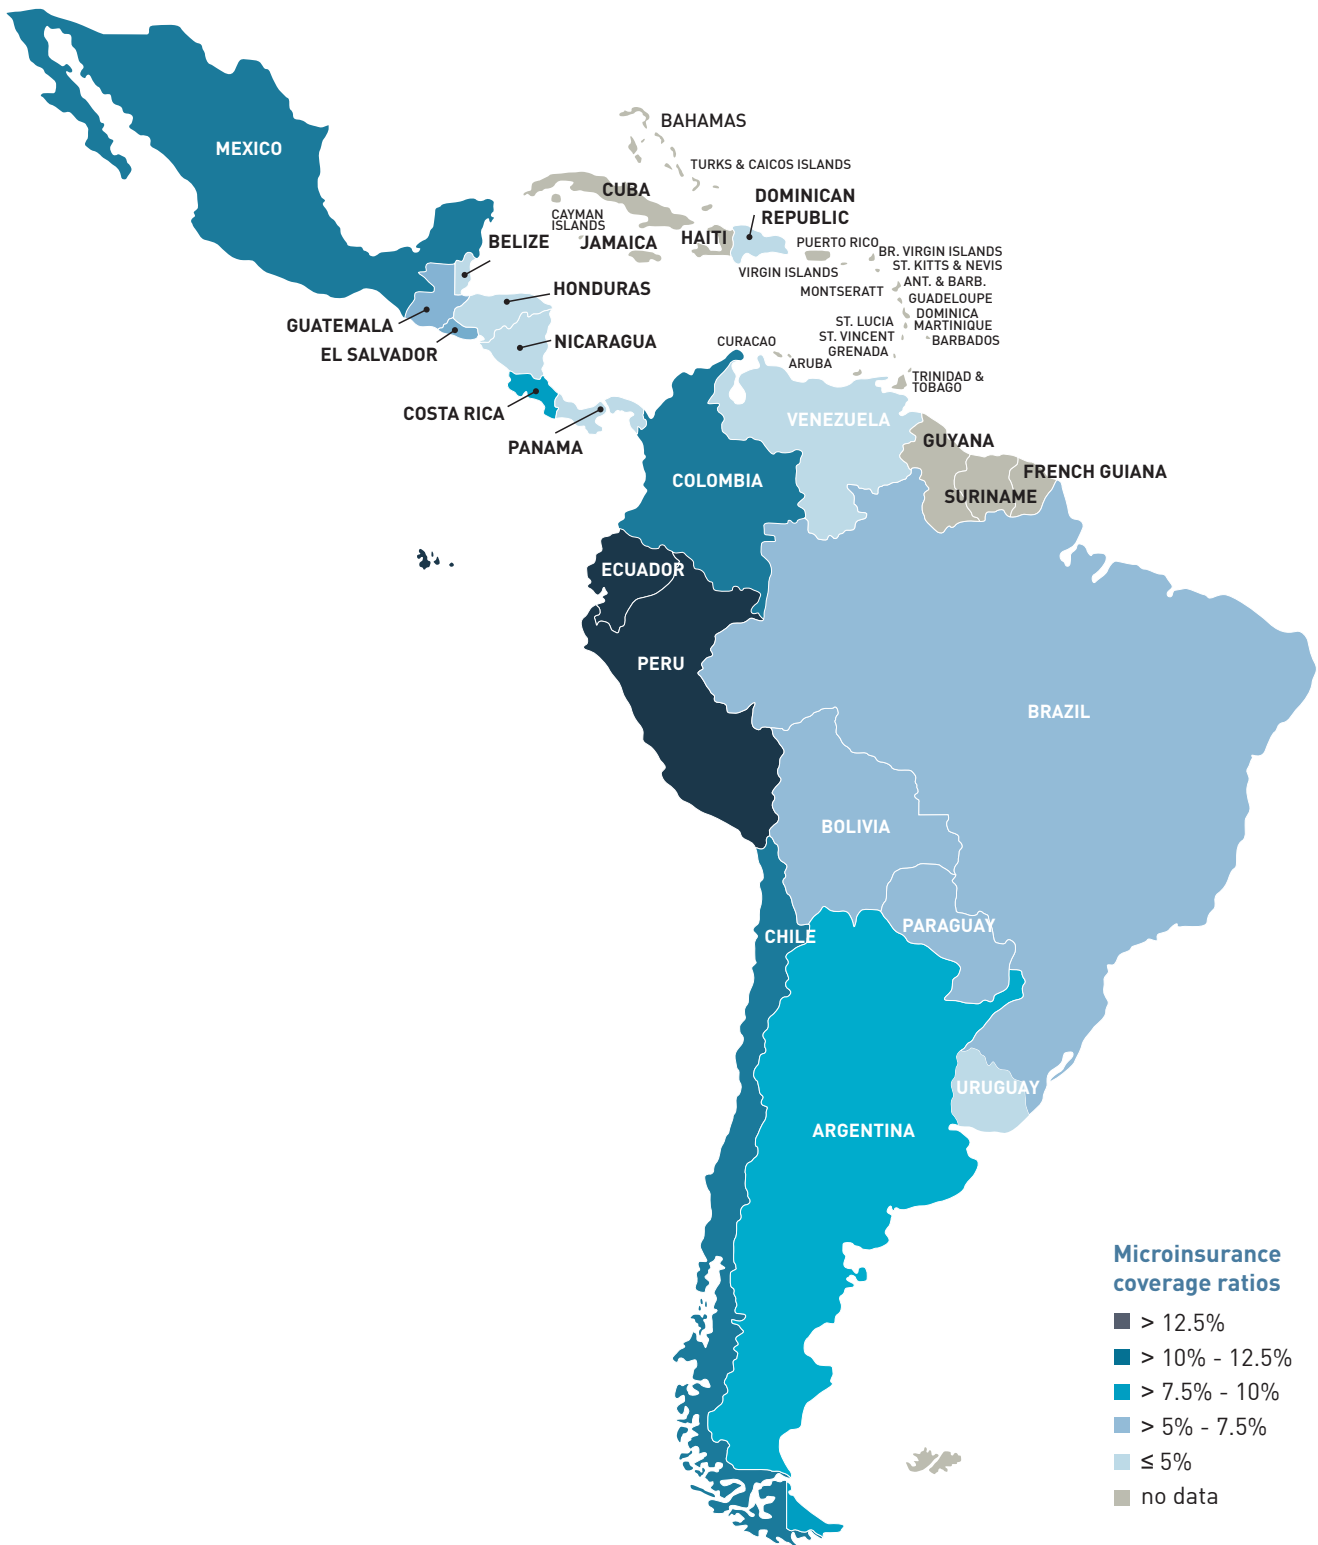 MEXICO
BAHAMAS
TURKS & CAICOS ISLANDS
CUBA
DOMINICAN
REPUBLIC
CAYMAN
ISLANDS
JAMAICA
HAITI
PUERTO RICO
BELIZE
BR. VIRGIN ISLANDS
ST. KITTS & NEVIS
VIRGIN ISLANDS
ANT. & BARB.
MONTSERATT
HONDURAS
GUADELOUPE
DOMINICA
GUATEMALA
ST. LUCIA
MARTINIQUE
EL SALVADOR
NICARAGUA
ST. VINCENT
BARBADOS
CURACAO
GRENADA
ARUBA
TRINIDAD &
TOBAGO
COSTA RICA
VENEZUELA
PANAMA
GUYANA
COLOMBIA
FRENCH GUIANA
SURINAME
ECUADOR
PERU
BRAZIL
BOLIVIA
PARAGUAY
CHILE
URUGUAY
ARGENTINA
Microinsurance
coverage ratios
> 12.5%
> 10% - 12.5%
> 7.5% - 10%
> 5% - 7.5%
≤ 5%
no data